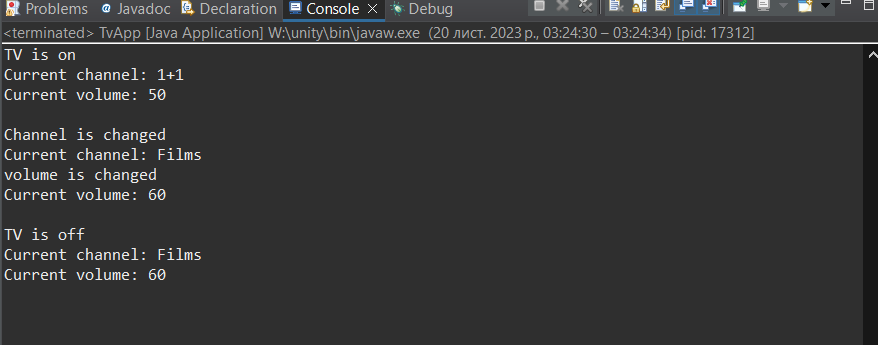 Problems @ Javadoc Declaration Console Debug
<terminated> TvApp [Java Application] W:\unity\bin\javaw.exe (20 лист. 2023 р., 03:24:30 – 03:24:34) [pid: 17312]
TV is on
Current channel: 1+1
Current volume: 50
Channel is changed
Current channel: Films
volume is changed
Current volume: 60
TV is off
Current channel: Films
Current volume: 60